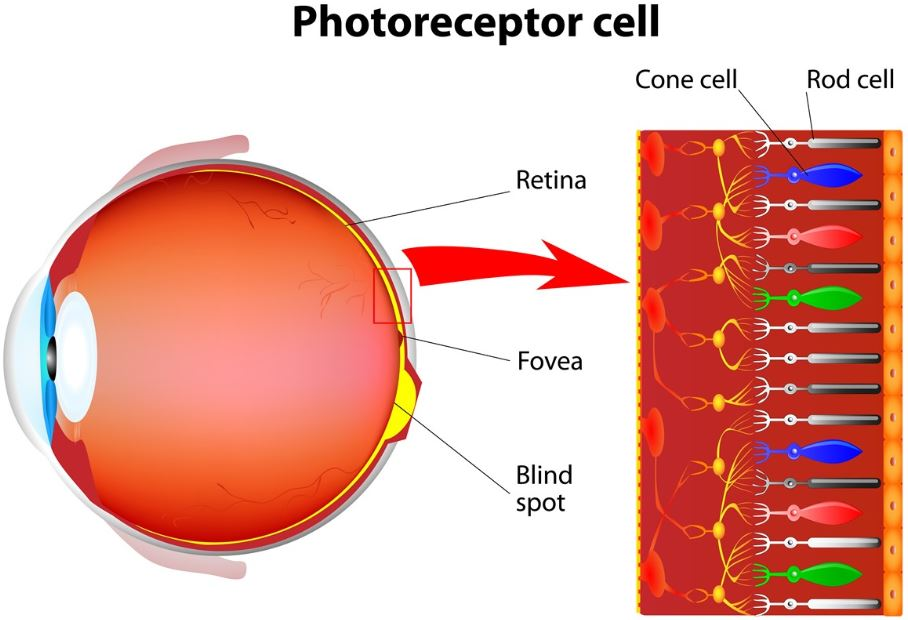 Photoreceptor cell
Cone cell
Rod cell
Retina
Fovea
Blind
spot